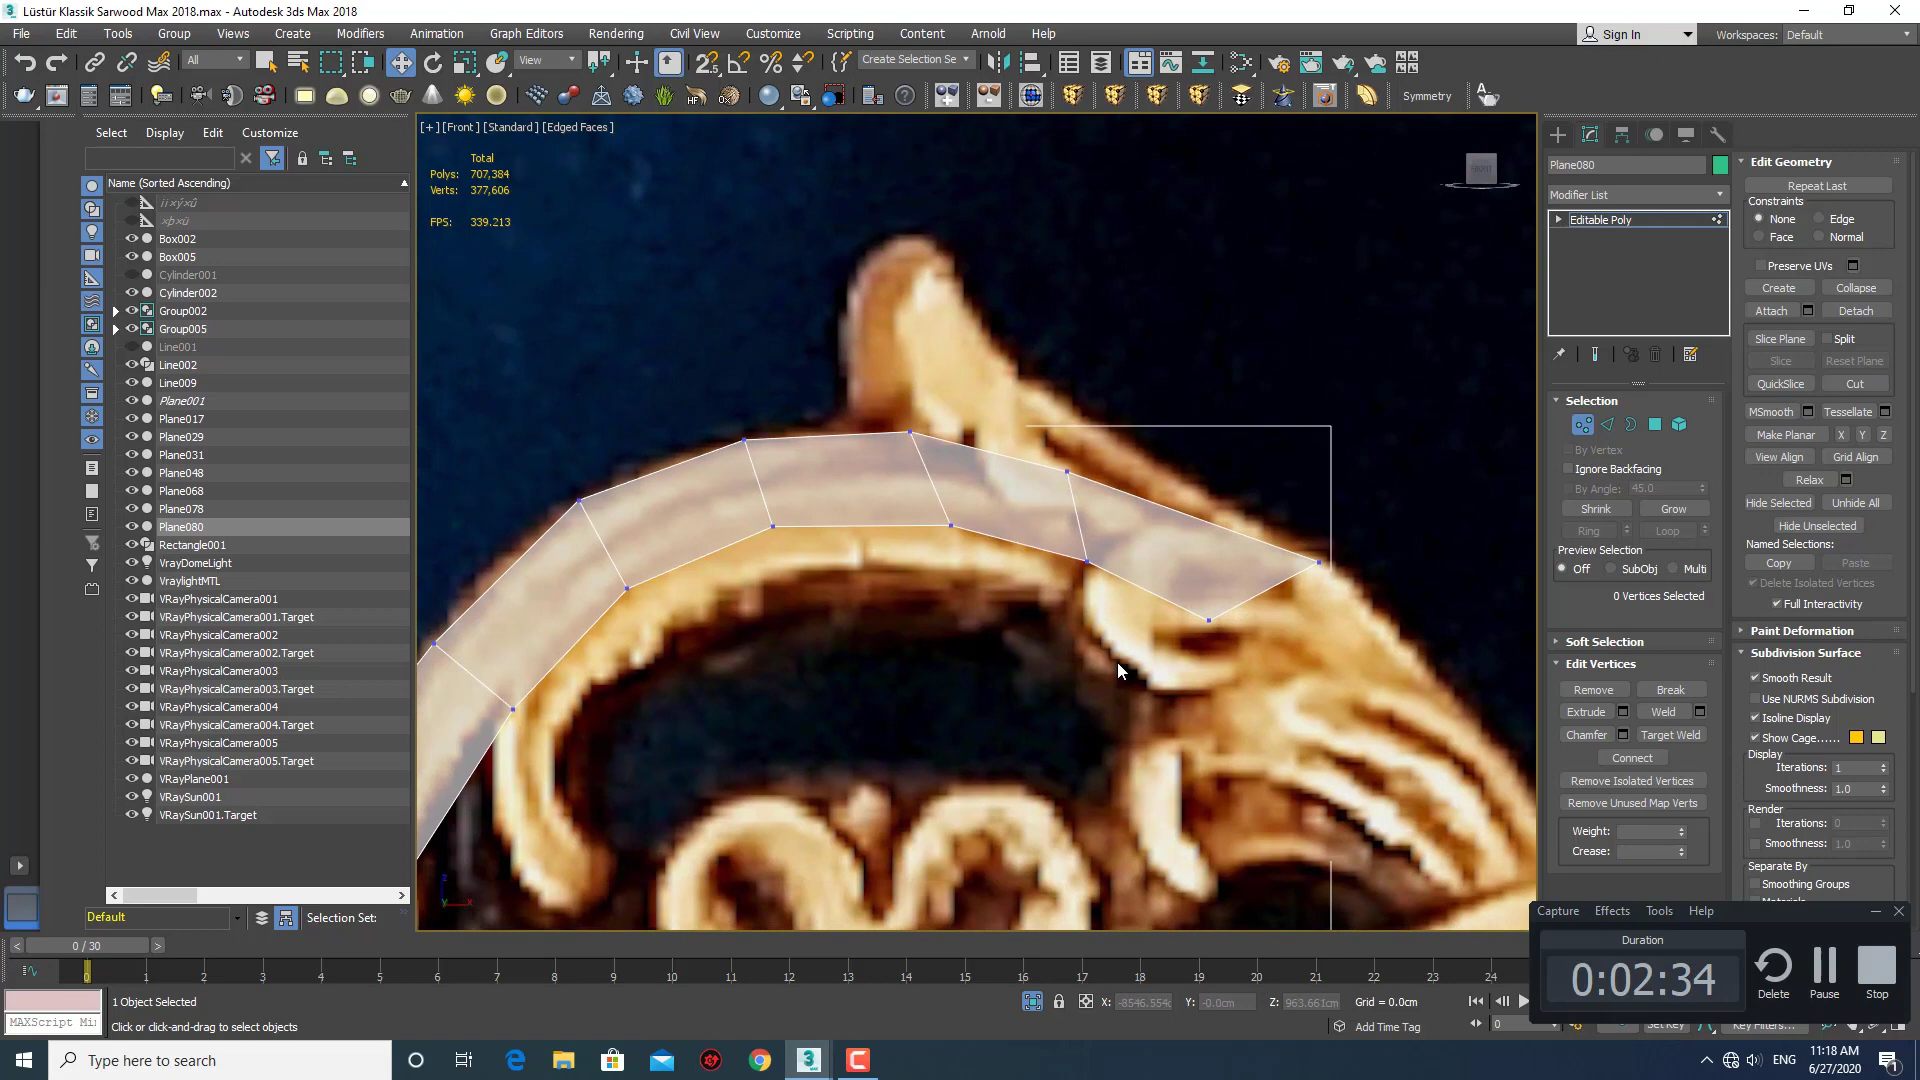 Lüstür Klassik Sarwood Max 2018.max - Autodesk 3ds Max 2018
File Edit Tools Group Views Create Modifiers Animation Graph Editors Rendering Civil View Customize Scripting Content Arnold Help
Sign In Workspaces: Default
All View Create Selection Se
Symmetry
Select Display Edit Customize
Name (Sorted Ascending)
Box002
Box005
Cylinder001
Cylinder002
Group002
Group005
Line001
Line002
Line009
Plane001
Plane017
Plane029
Plane031
Plane048
Plane068
Plane078
Plane080
Rectangle001
VrayDomeLight
VraylightMTL
VRayPhysicalCamera001
VRayPhysicalCamera001.Target
VRayPhysicalCamera002
VRayPhysicalCamera002.Target
VRayPhysicalCamera003
VRayPhysicalCamera003.Target
VRayPhysicalCamera004
VRayPhysicalCamera004.Target
VRayPhysicalCamera005
VRayPhysicalCamera005.Target
VRayPlane001
VRaySun001
VRaySun001.Target
Default Selection Set:
[+] [Front] [Standard] [Edged Faces]
Total
Polys: 707,384
Verts: 377,606
FPS: 339.213
FRONT
Plane080
Modifier List
Editable Poly
Selection
By Vertex
Ignore Backfacing
By Angle: 45.0
Shrink Grow
Ring Loop
Preview Selection
Off SubObj Multi
0 Vertices Selected
Soft Selection
Edit Vertices
Remove Break
Extrude Weld
Chamfer Target Weld
Connect
Remove Isolated Vertices
Remove Unused Map Verts
Weight:
Crease:
Edit Geometry
Repeat Last
Constraints
None Edge
Face Normal
Preserve UVs
Create Collapse
Attach Detach
Slice Plane Split
Slice Reset Plane
QuickSlice Cut
MSmooth Tessellate
Make Planar X Y Z
View Align Grid Align
Relax
Hide Selected Unhide All
Hide Unselected
Named Selections:
Copy Paste
Delete Isolated Vertices
Full Interactivity
Paint Deformation
Subdivision Surface
Smooth Result
Use NURMS Subdivision
Isoline Display
Show Cage......
Display
Iterations: 1
Smoothness: 1.0
Render
Iterations: 0
Smoothness: 1.0
Separate By
Smoothing Groups
Capture Effects Tools Help
Duration
0:02:34
Delete Pause Stop
0 / 30
0 1 2 3 4 5 6 7 8 9 10 11 12 13 14 15 16 17 18 19 20 21 22 23 24
1 Object Selected
X: -8546.554c Y: -0.0cm Z: 963.661cm Grid = 0.0cm
MAXScript Mi
Click or click-and-drag to select objects
Add Time Tag
0
Set Key Key Filters...
Type here to search
ENG
11:18 AM
6/27/2020
1